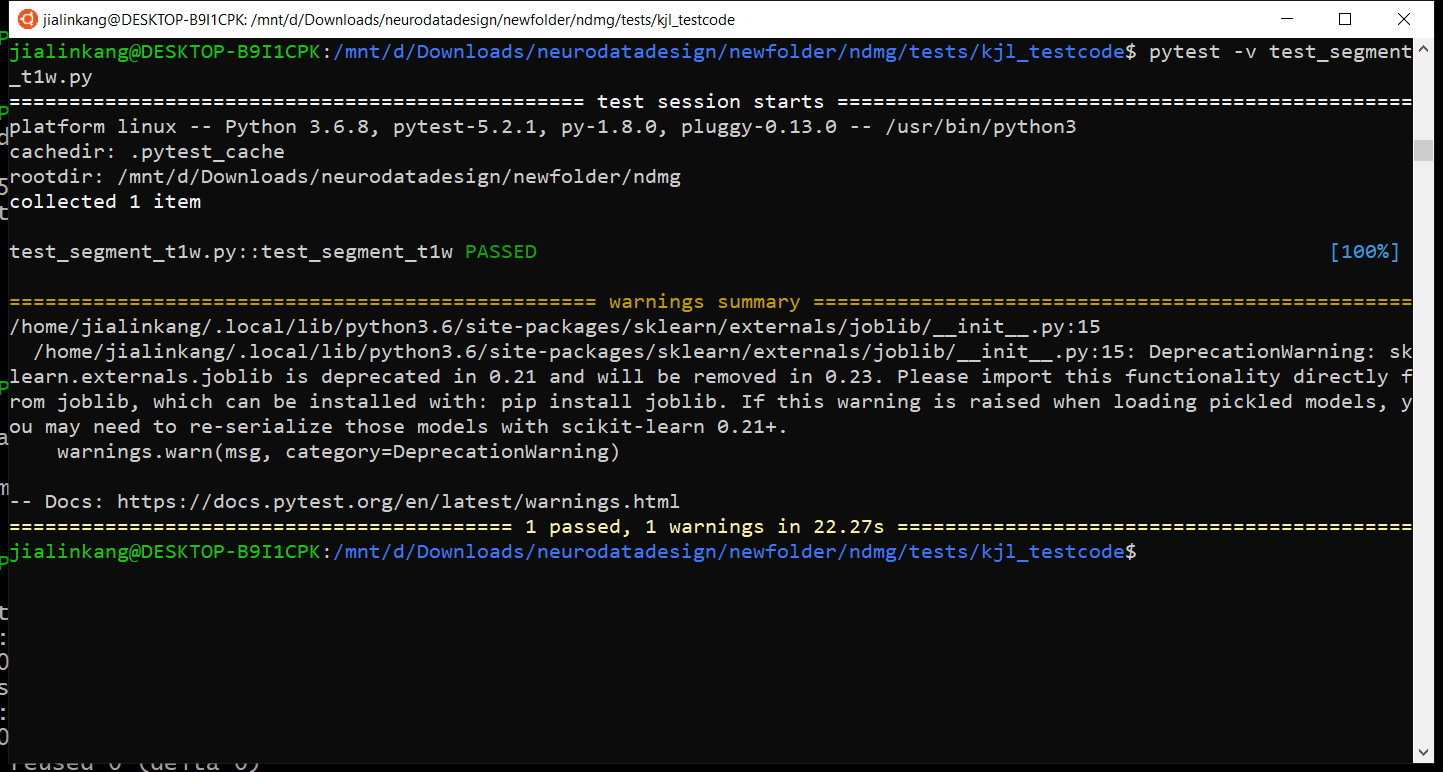 jialinkang@DESKTOP-B9I1CPK: /mnt/d/Downloads/neurodatadesign/newfolder/ndmg/tests/kjl_testcode
jialinkang@DESKTOP-B9I1CPK:/mnt/d/Downloads/neurodatadesign/newfolder/ndmg/tests/kjl_testcode$ pytest -v test_segment
_t1w.py
================================================ test session starts ================================================
platform linux -- Python 3.6.8, pytest-5.2.1, py-1.8.0, pluggy-0.13.0 -- /usr/bin/python3
cachedir: .pytest_cache
rootdir: /mnt/d/Downloads/neurodatadesign/newfolder/ndmg
collected 1 item
test_segment_t1w.py::test_segment_t1w PASSED [100%]
================================================= warnings summary ==================================================
/home/jialinkang/.local/lib/python3.6/site-packages/sklearn/externals/joblib/__init__.py:15
/home/jialinkang/.local/lib/python3.6/site-packages/sklearn/externals/joblib/__init__.py:15: DeprecationWarning: sk
learn.externals.joblib is deprecated in 0.21 and will be removed in 0.23. Please import this functionality directly f
rom joblib, which can be installed with: pip install joblib. If this warning is raised when loading pickled models, y
ou may need to re-serialize those models with scikit-learn 0.21+.
warnings.warn(msg, category=DeprecationWarning)
-- Docs: https://docs.pytest.org/en/latest/warnings.html
========================================== 1 passed, 1 warnings in 22.27s ===========================================
jialinkang@DESKTOP-B9I1CPK:/mnt/d/Downloads/neurodatadesign/newfolder/ndmg/tests/kjl_testcode$